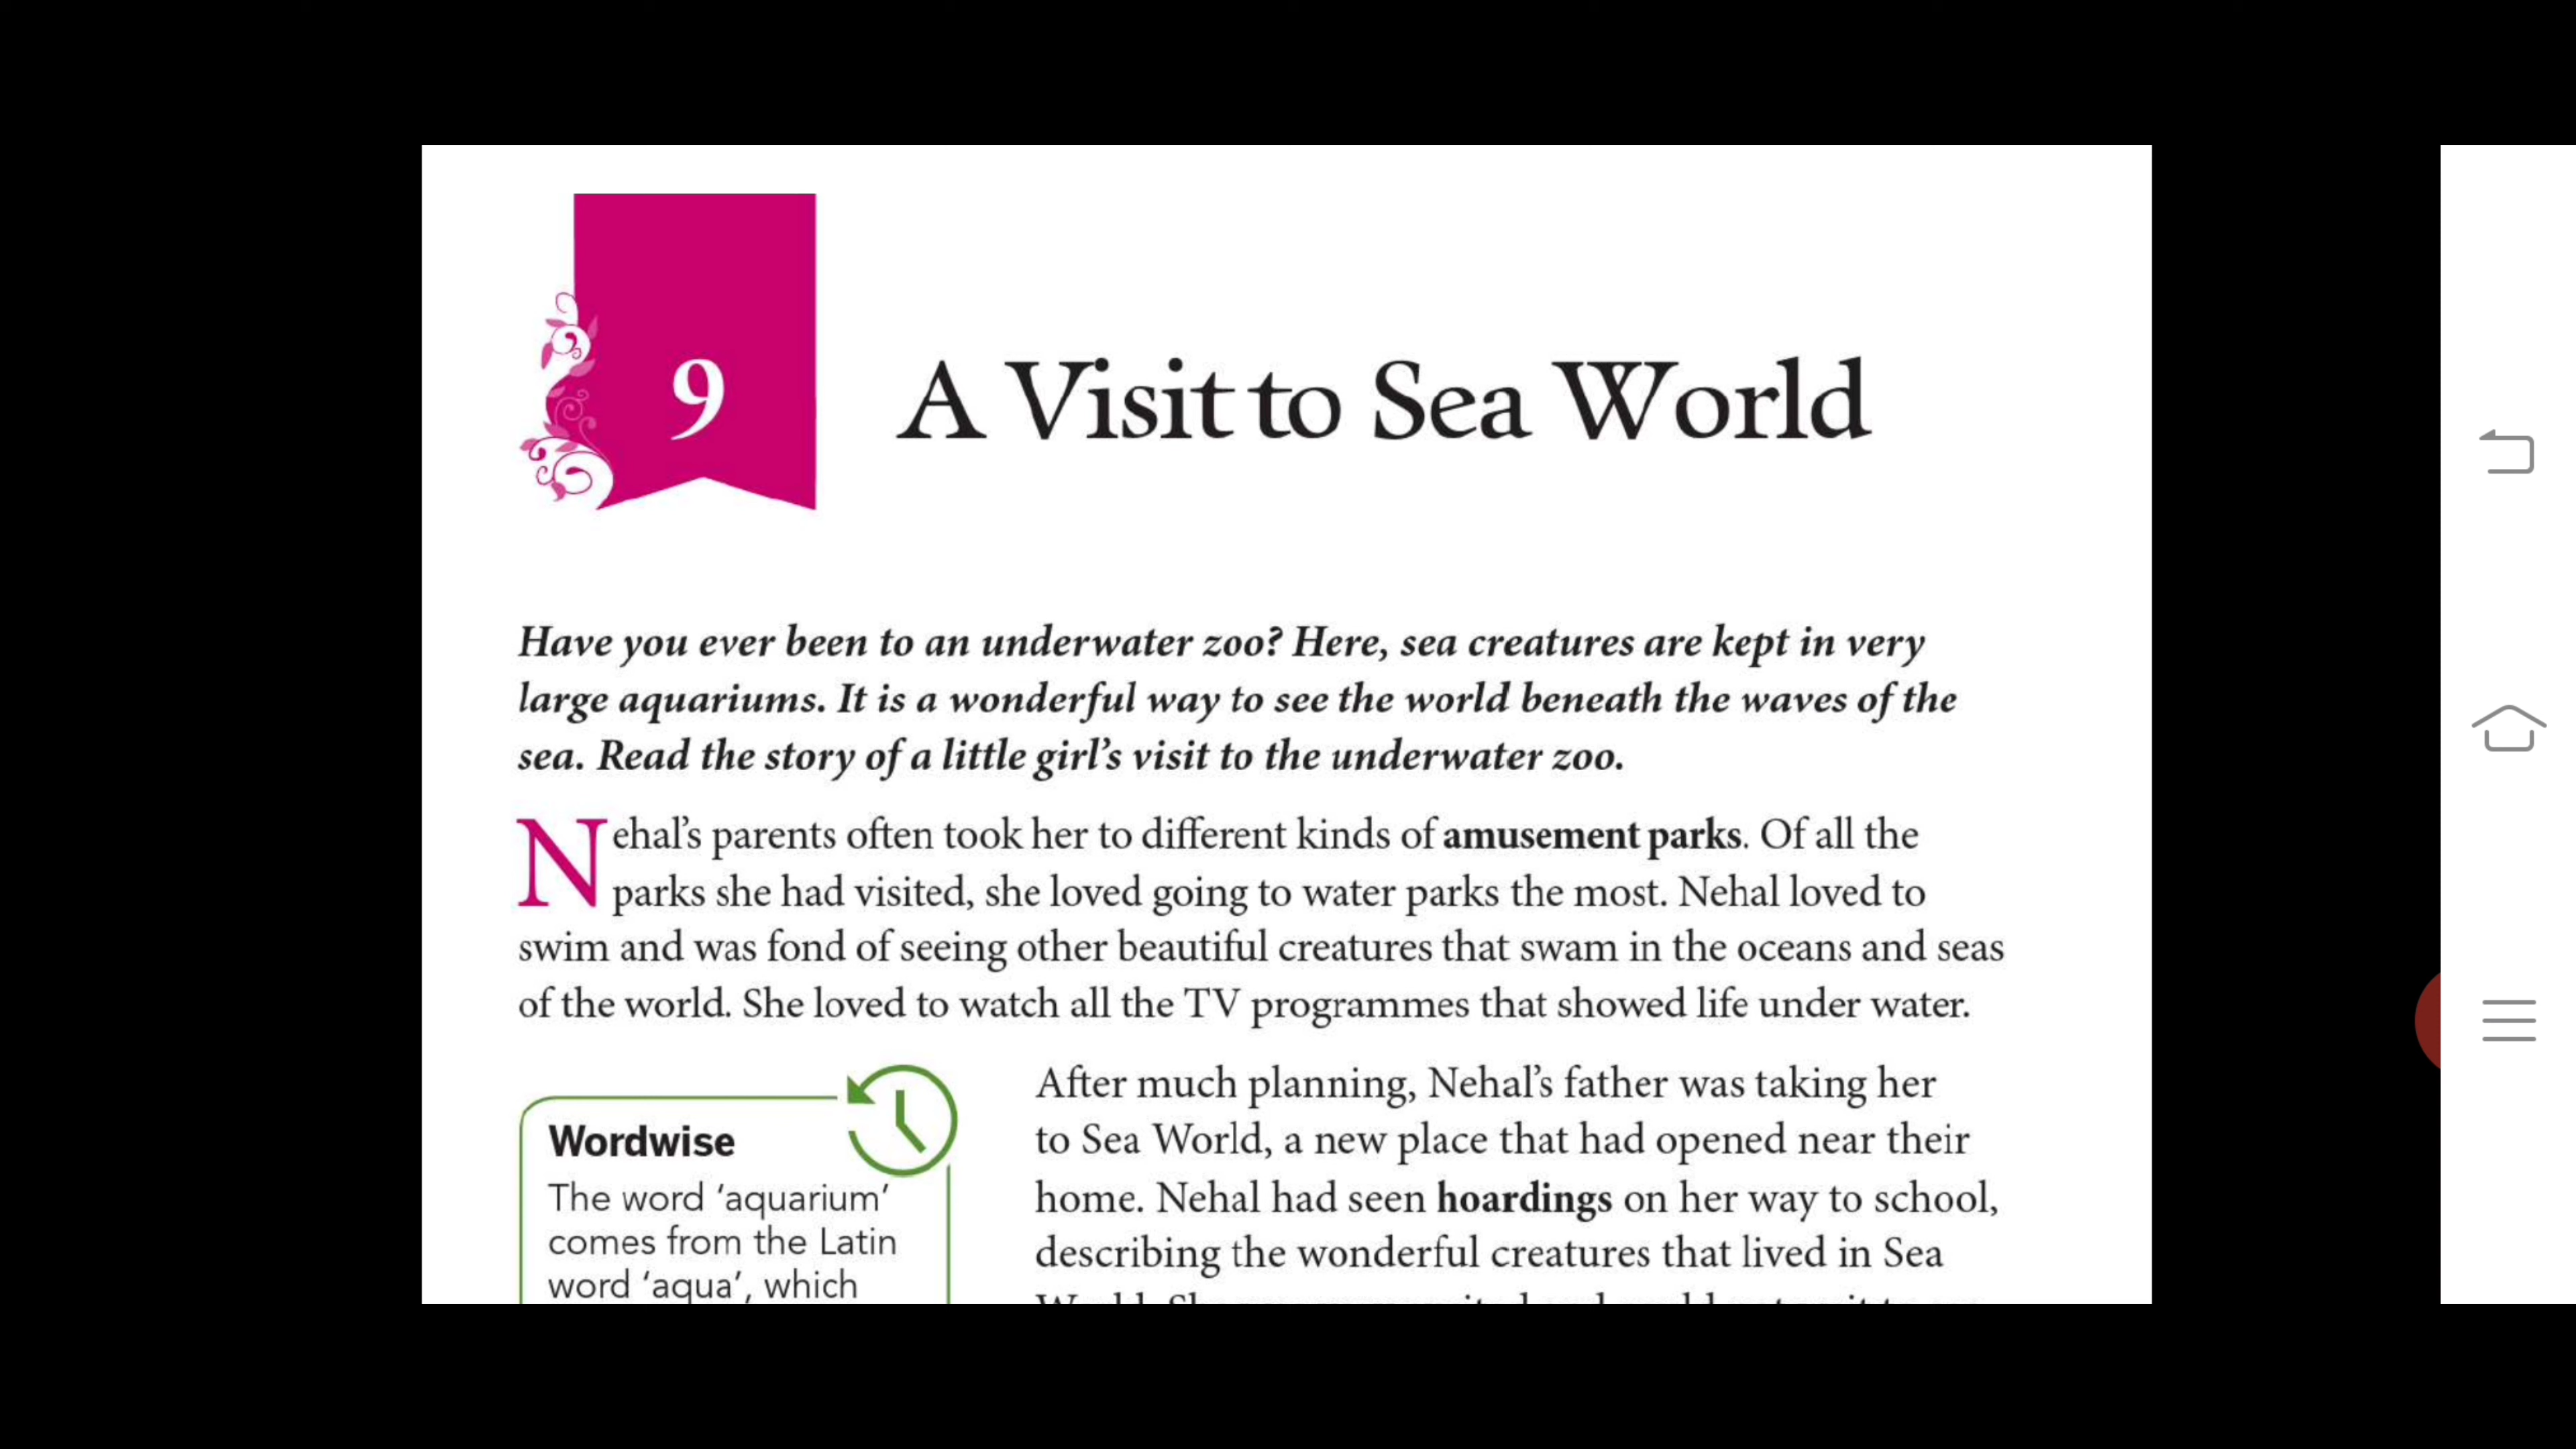 9
A Visit to Sea World
Have you ever been to an underwater zoo? Here, sea creatures are kept in very
large aquariums. It is a wonderful way to see the world beneath the waves of the
sea. Read the story of a little girl's visit to the underwater zoo.
Nehal's parents often took her to different kinds of amusement parks. Of all the
parks she had visited, she loved going to water parks the most. Nehal loved to
swim and was fond of seeing other beautiful creatures that swam in the oceans and seas
of the world. She loved to watch all the TV programmes that showed life under water.
Wordwise
The word ‘aquarium’
comes from the Latin
word ‘aqua’, which
After much planning, Nehal's father was taking her
to Sea World, a new place that had opened near their
home. Nehal had seen hoardings on her way to school,
describing the wonderful creatures that lived in Sea